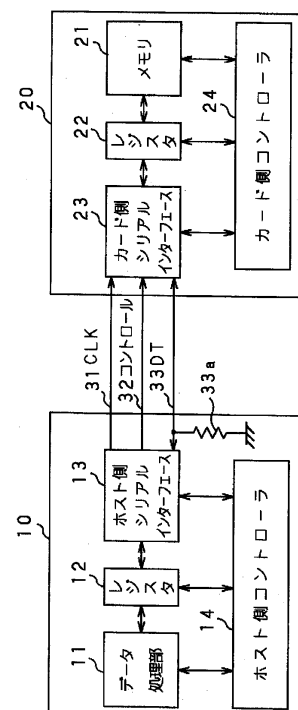 10
11
データ
処理部
12
レジスタ
13
ホスト側
シリアル
インターフェース
14
ホスト側コントローラ
31CLK
32コントロール
33DT
33a
20
23
カード側
シリアル
インターフェース
22
レジスタ
21
メモリ
24
カード側コントローラ